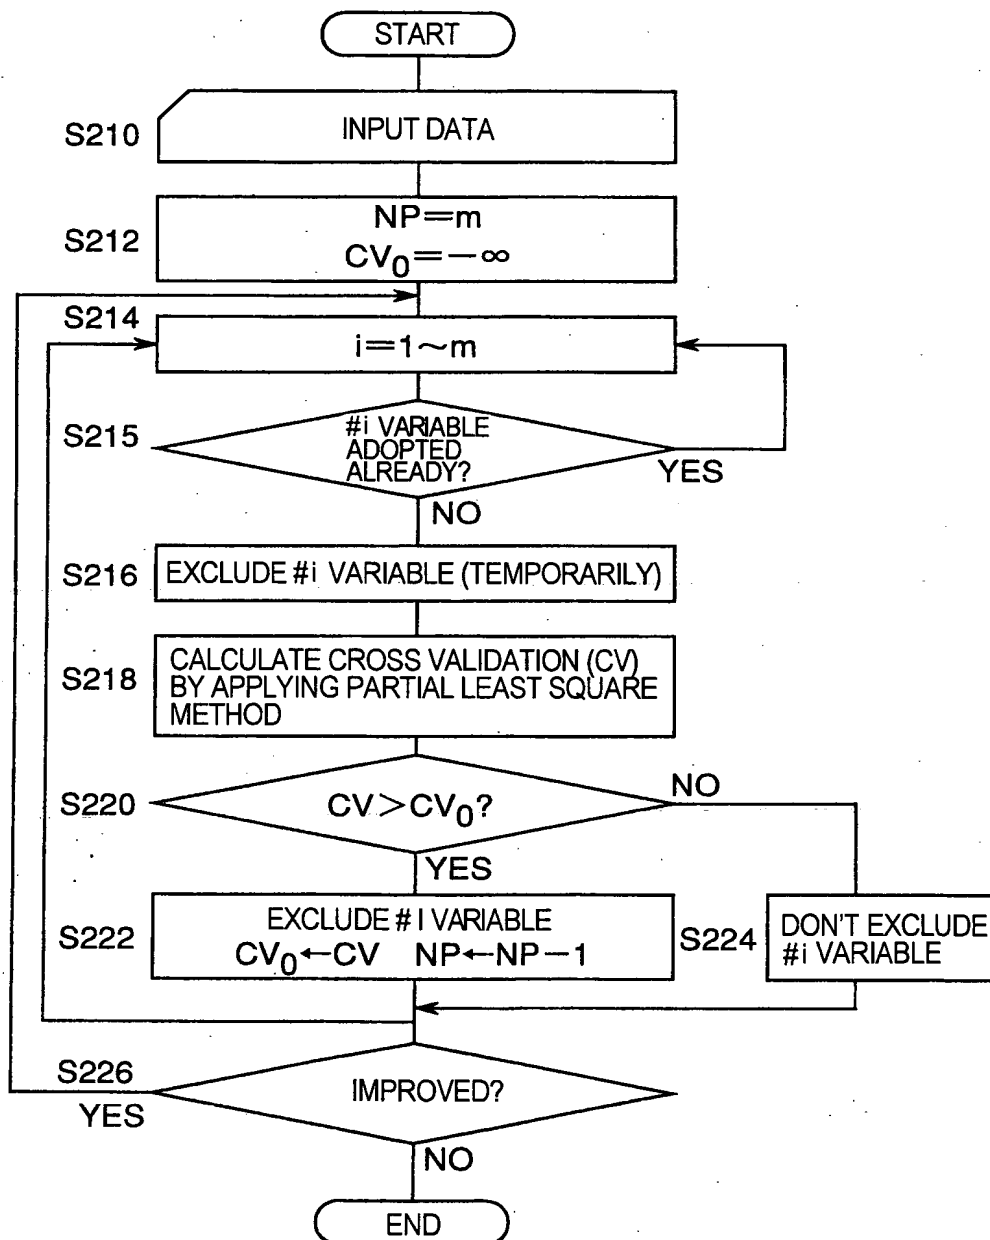 START
S210
INPUT DATA
S212
NP=m
CV₀=−∞
S214
i=1~m
S215
#i VARIABLE
ADOPTED
ALREADY?
YES
NO
S216
EXCLUDE #i VARIABLE (TEMPORARILY)
S218
CALCULATE CROSS VALIDATION (CV)
BY APPLYING PARTIAL LEAST SQUARE
METHOD
S220
CV>CV₀?
NO
YES
S222
EXCLUDE # I VARIABLE
CV₀←CV NP←NP−1
S224
DON'T EXCLUDE
#i VARIABLE
S226
IMPROVED?
YES
NO
END